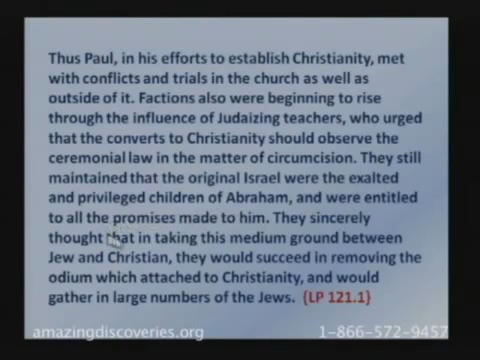 Thus Paul, in his efforts to establish Christianity, met
with conflicts and trials in the church as well as
outside of it. Factions also were beginning to rise
through the influence of Judaizing teachers, who urged
that the converts to Christianity should observe the
ceremonial law in the matter of circumcision. They still
maintained that the original Israel were the exalted
and privileged children of Abraham, and were entitled
to all the promises made to him. They sincerely
thought that in taking this medium ground between
Jew and Christian, they would succeed in removing the
odium which attached to Christianity, and would
gather in large numbers of the Jews. {LP 121.1}
amazingdiscoveries.org 1-866-572-9457